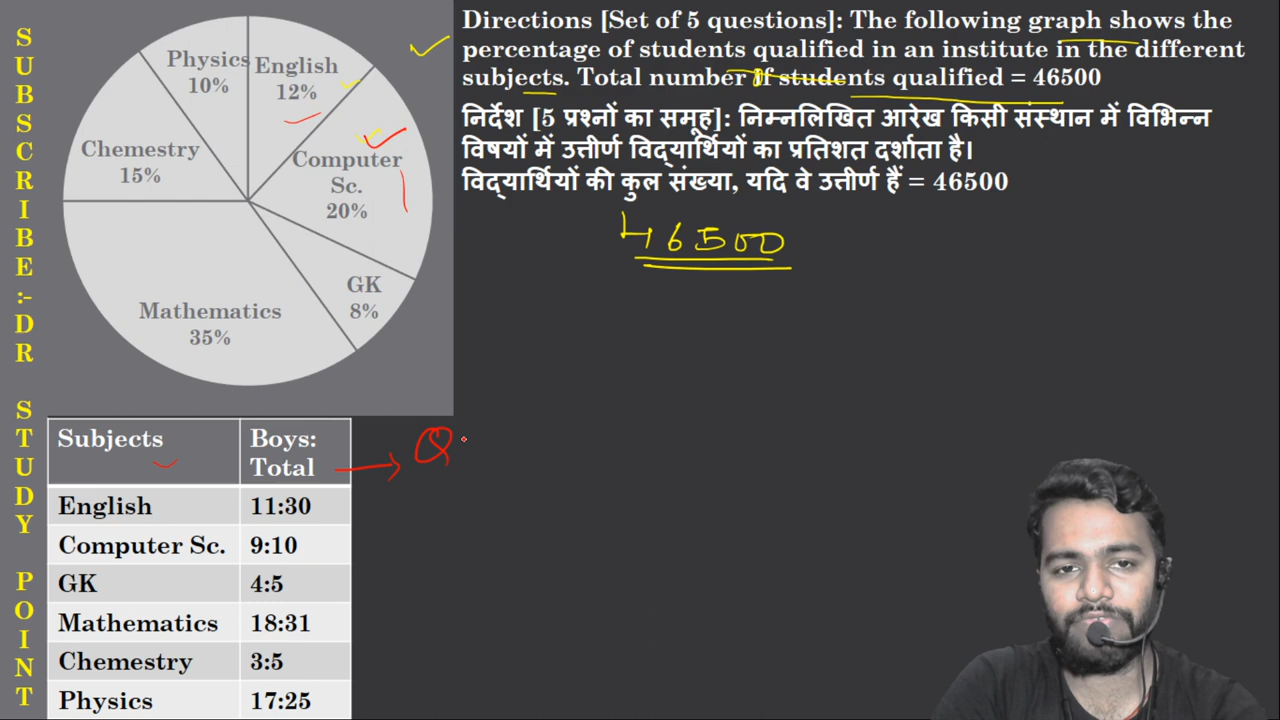 SUBSCRIBE:-DR STUDY POINT
Directions [Set of 5 questions]: The following graph shows the
percentage of students qualified in an institute in the different
subjects. Total number if students qualified = 46500
निर्देश [5 प्रश्नों का समूह]: निम्नलिखित आरेख किसी संस्थान में विभिन्न
विषयों में उत्तीर्ण विद्यार्थियों का प्रतिशत दर्शाता है।
विद्यार्थियों की कुल संख्या, यदि वे उत्तीर्ण हैं = 46500
46500
Physics
10%
English
12%
Chemestry
15%
Computer
Sc.
20%
GK
8%
Mathematics
35%
Subjects Boys:
Total
English 11:30
Computer Sc. 9:10
GK 4:5
Mathematics 18:31
Chemestry 3:5
Physics 17:25